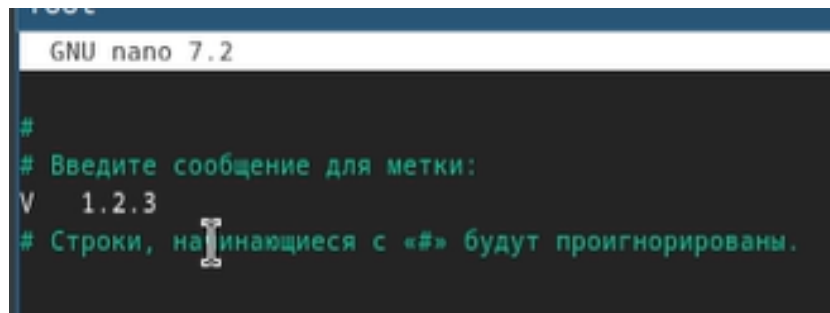 GNU nano 7.2
#
# Введите сообщение для метки:
V 1.2.3
# Строки, начинающиеся с «#» будут проигнорированы.